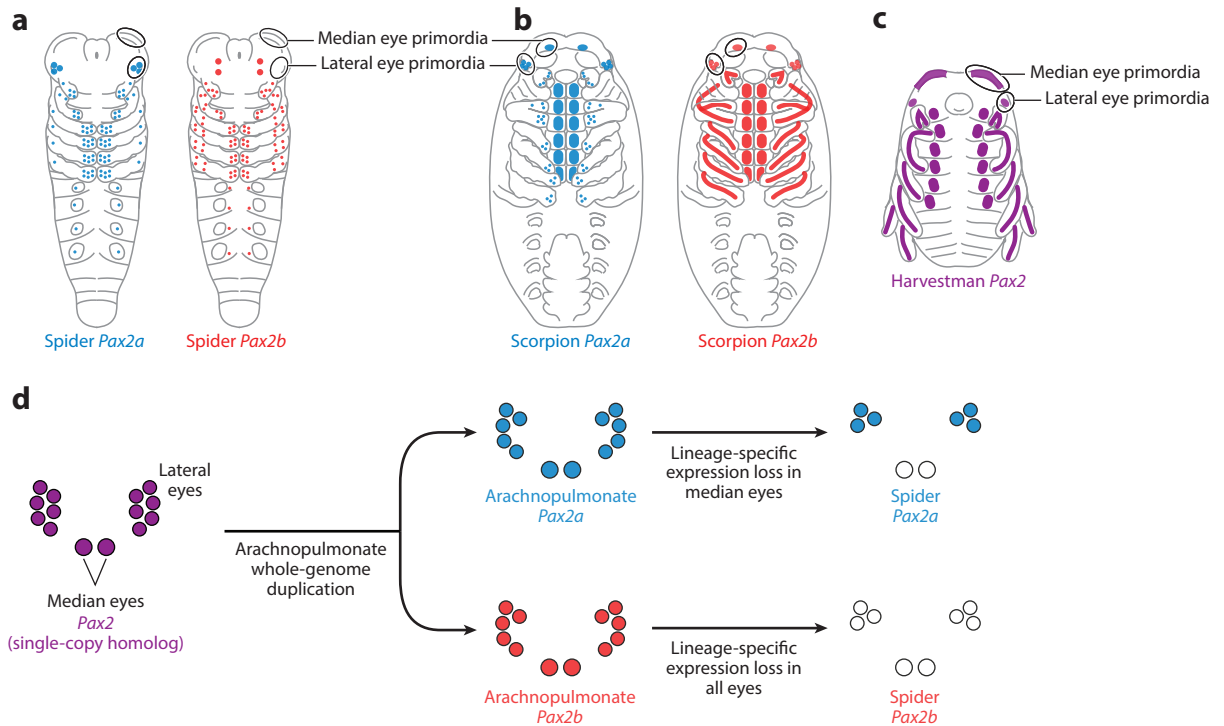 a
b
c
Median eye primordia
Lateral eye primordia
Median eye primordia
Lateral eye primordia
Spider Pax2a
Spider Pax2b
Scorpion Pax2a
Scorpion Pax2b
Harvestman Pax2
d
Lateral
eyes
Median eyes
Pax2
(single-copy homolog)
Arachnopulmonate
whole-genome
duplication
Arachnopulmonate
Pax2a
Lineage-specific
expression loss in
median eyes
Spider
Pax2a
Arachnopulmonate
Pax2b
Lineage-specific
expression loss in
all eyes
Spider
Pax2b